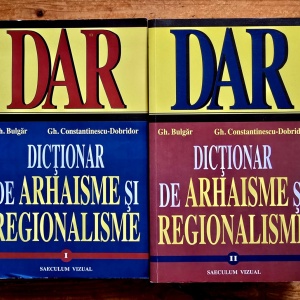 DAR
Gh. Bulgăr Gh. Constantinescu-Dobridor
DICȚIONAR
DE ARHAISME ȘI
REGIONALISME
I
SAECULUM VIZUAL
DAR
Gh. Bulgăr Gh. Constantinescu-Dobridor
DICȚIONAR
DE ARHAISME ȘI
REGIONALISME
II
SAECULUM VIZUAL